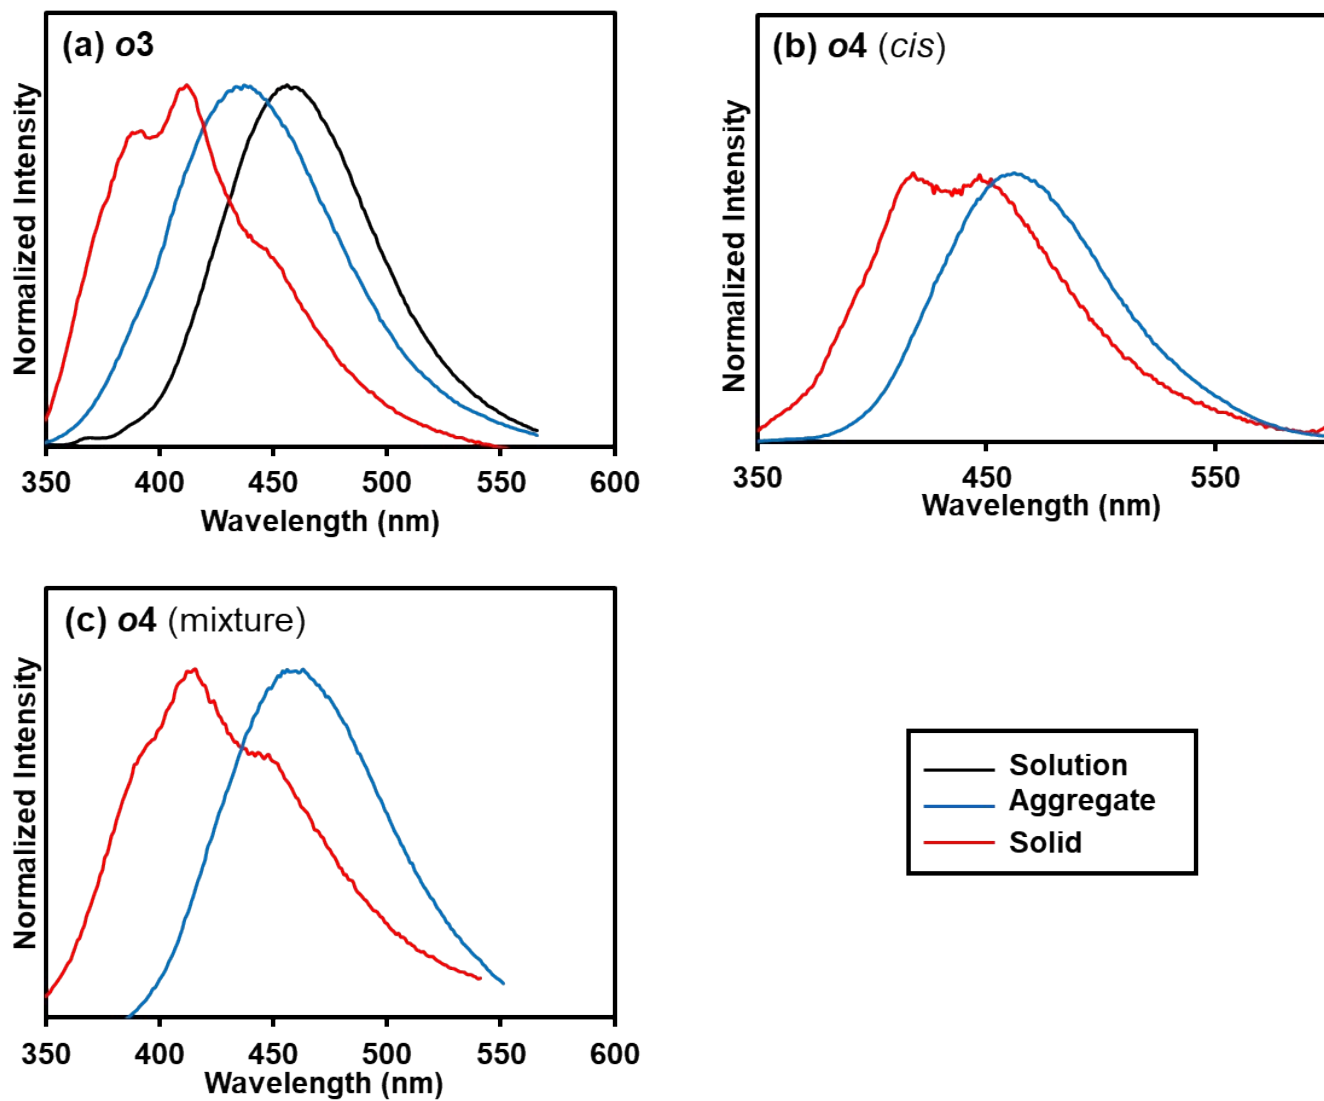 (a) o3
Normalized Intensity
350 400 450 500 550 600
Wavelength (nm)
(b) o4 (cis)
Normalized Intensity
350 450 550
Wavelength (nm)
(c) o4 (mixture)
Normalized Intensity
350 400 450 500 550 600
Wavelength (nm)
Solution
Aggregate
Solid